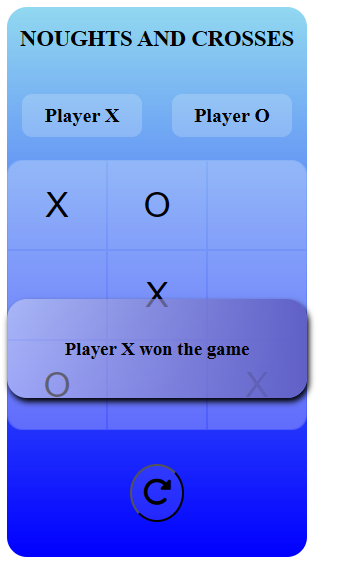 NOUGHTS AND CROSSES
Player X Player O
X O
X
Player X won the game
O X